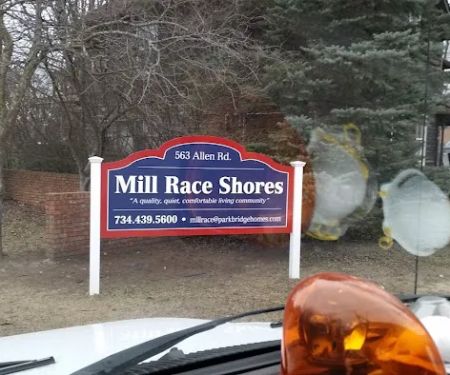 563 Allen Rd.
Mill Race Shores
"A quality, quiet, comfortable living community"
734.439.5600 • millrace@parkbridgehomes.com